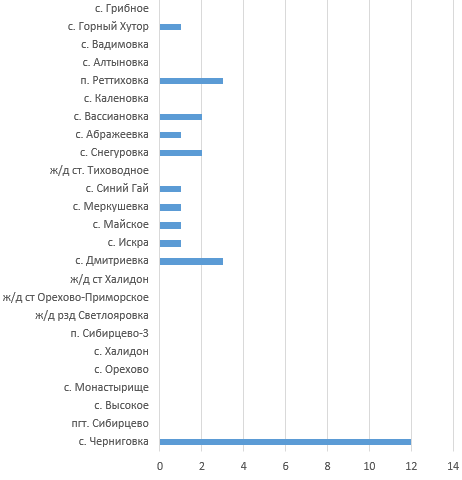 с. Грибное
с. Горный Хутор
с. Вадимовка
с. Алтыновка
п. Реттиховка
с. Каленовка
с. Вассиановка
с. Абражеевка
с. Снегуровка
ж/д ст. Тиховодное
с. Синий Гай
с. Меркушевка
с. Майское
с. Искра
с. Дмитриевка
ж/д ст Халидон
ж/д ст Орехово-Приморское
ж/д рзд Светлояровка
п. Сибирцево-3
с. Халидон
с. Орехово
с. Монастырище
с. Высокое
пгт. Сибирцево
с. Черниговка
0 2 4 6 8 10 12 14